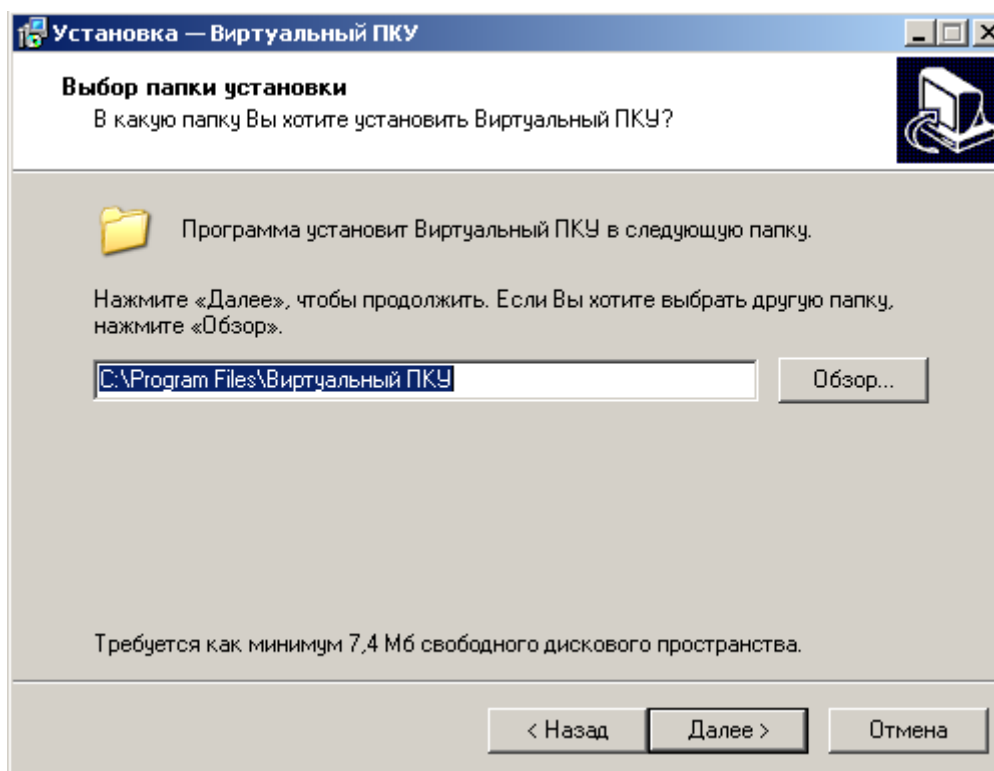 Установка — Виртуальный ПКУ
Выбор папки установки
В какую папку Вы хотите установить Виртуальный ПКУ?
Программа установит Виртуальный ПКУ в следующую папку.
Нажмите «Далее», чтобы продолжить. Если Вы хотите выбрать другую папку,
нажмите «Обзор».
C:\Program Files\Виртуальный ПКУ
Обзор...
Требуется как минимум 7,4 Мб свободного дискового пространства.
< Назад
Далее >
Отмена